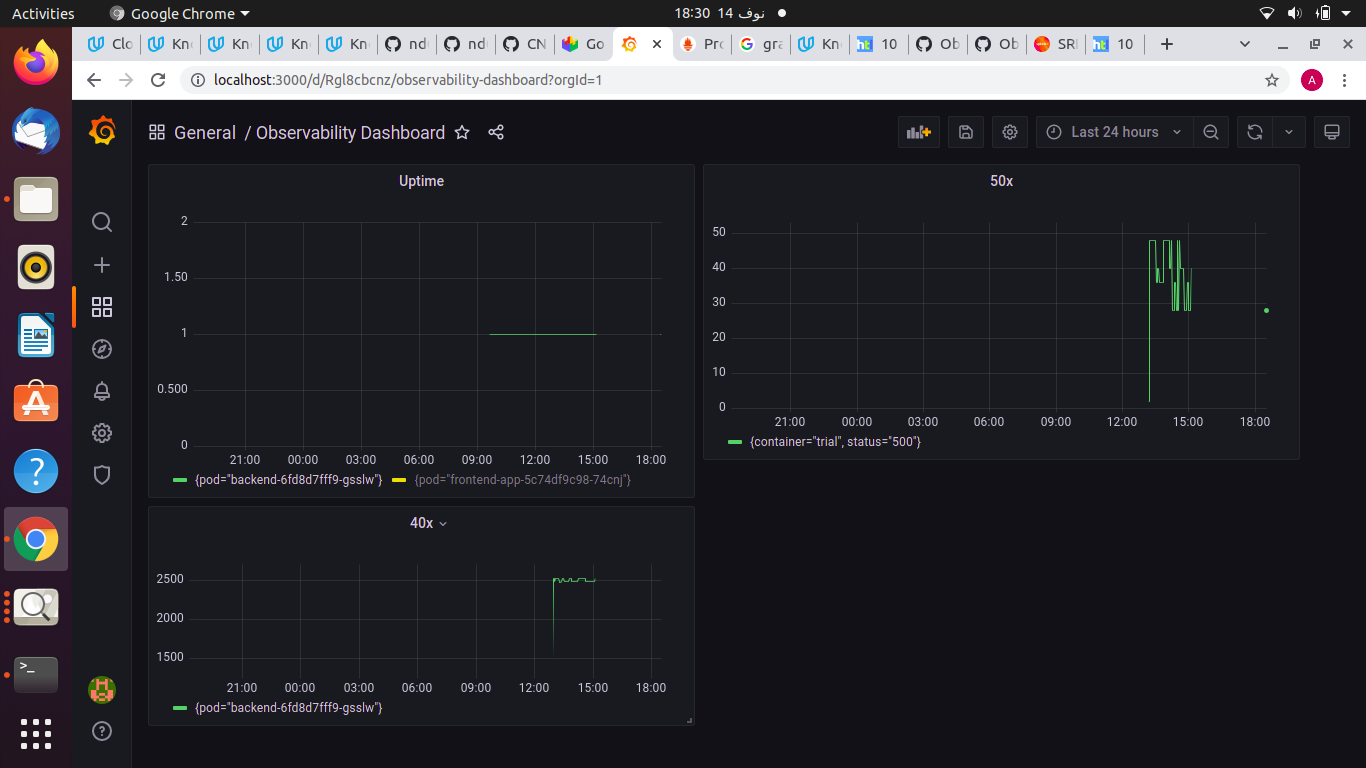 Activities
Google Chrome
18:30 نوف 14
Clo
Kno
Kn
Kno
Kno
nd
nd
CN
Go
Pro
gra
Kno
10
Ob
Ob
SRE
10
localhost:3000/d/Rgl8cbcnz/observability-dashboard?orgId=1
A
General / Observability Dashboard
Last 24 hours
Uptime
2
1.50
1
0.500
0
21:00 00:00 03:00 06:00 09:00 12:00 15:00 18:00
{pod="backend-6fd8d7fff9-gsslw"} {pod="frontend-app-5c74df9c98-74cnj"}
50x
50
40
30
20
10
0
21:00 00:00 03:00 06:00 09:00 12:00 15:00 18:00
{container="trial", status="500"}
40x
2500
2000
1500
21:00 00:00 03:00 06:00 09:00 12:00 15:00 18:00
{pod="backend-6fd8d7fff9-gsslw"}